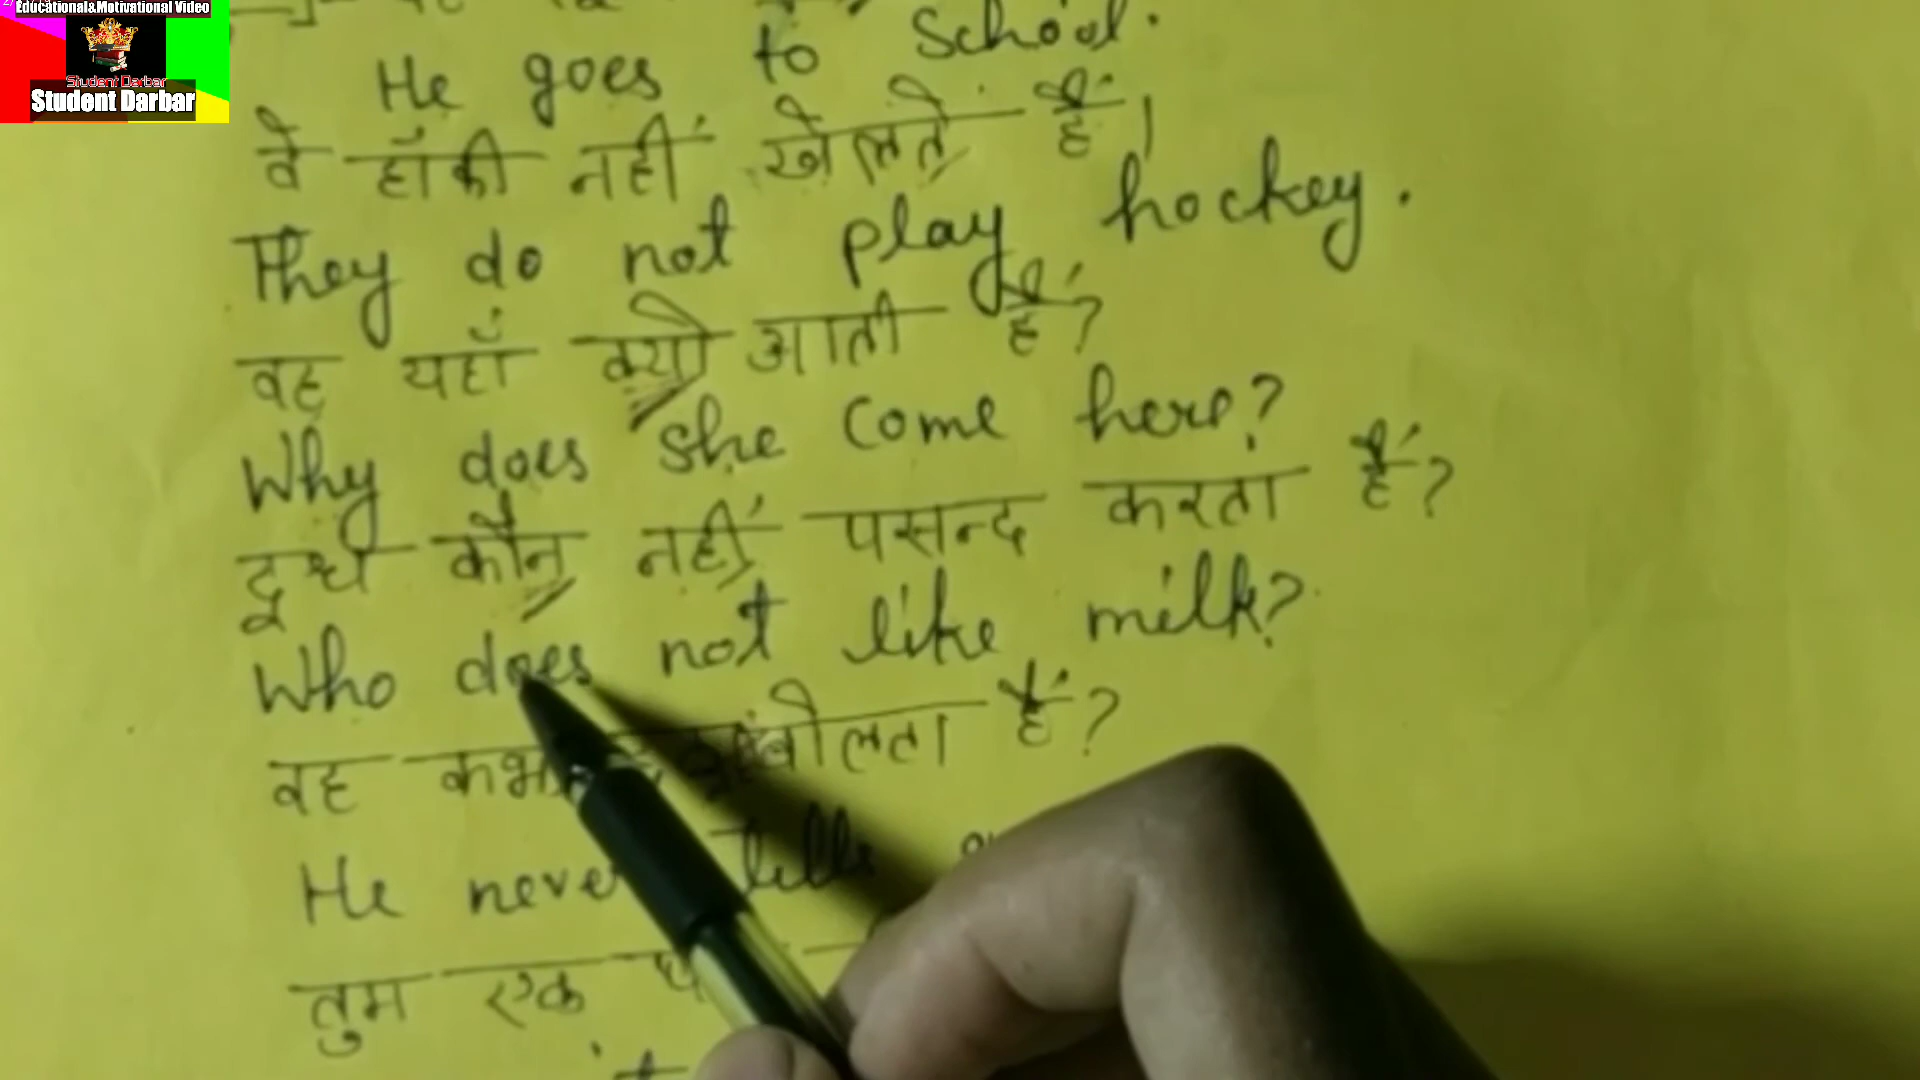 Educational&Motivational Video
Student Darbar
Student Darbar
He goes to School.
वे हॉकी नहीं खेलते हैं।
They do not play hockey.
वह यहाँ क्यों आती है?
Why does she come here?
दूध कौन नहीं पसन्द करता है?
Who does not like milk?
वह बोलता है?
He never tells
तुम एक